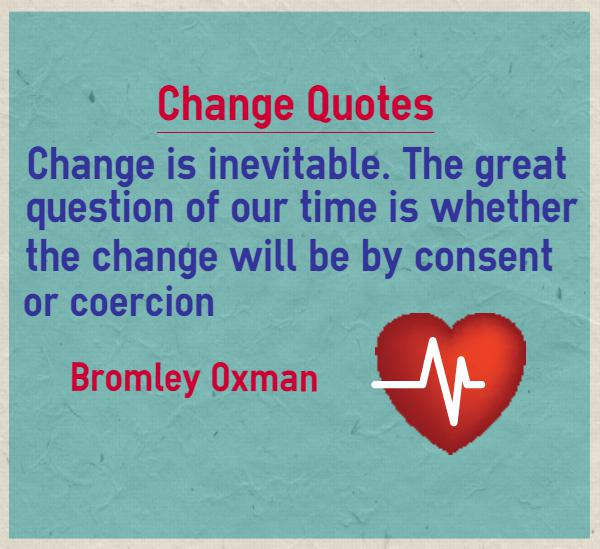 Change Quotes
Change is inevitable. The great
question of our time is whether
the change will be by consent
or coercion
Bromley Oxman